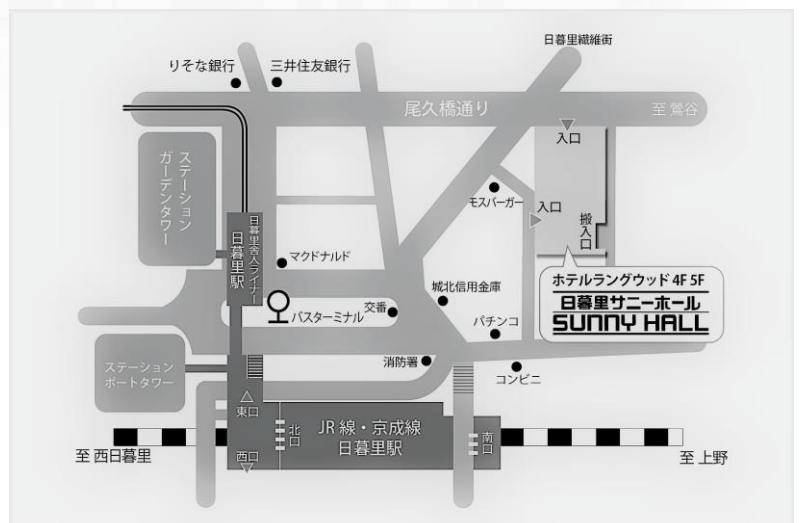 日暮里繊維街
りそな銀行
三井住友銀行
尾久橋通り
至 鶯谷
入口
ステーション
ガーデンタワー
モスバーガー
入口
搬入口
日暮里舎人ライナー
日暮里駅
マクドナルド
ホテルラングウッド 4F 5F
日暮里サニーホール
SUNNY HALL
城北信用金庫
バスターミナル
交番
パチンコ
ステーション
ポートタワー
消防署
コンビニ
東口
北口
JR 線・京成線
日暮里駅
南口
西口
至 西日暮里
至 上野